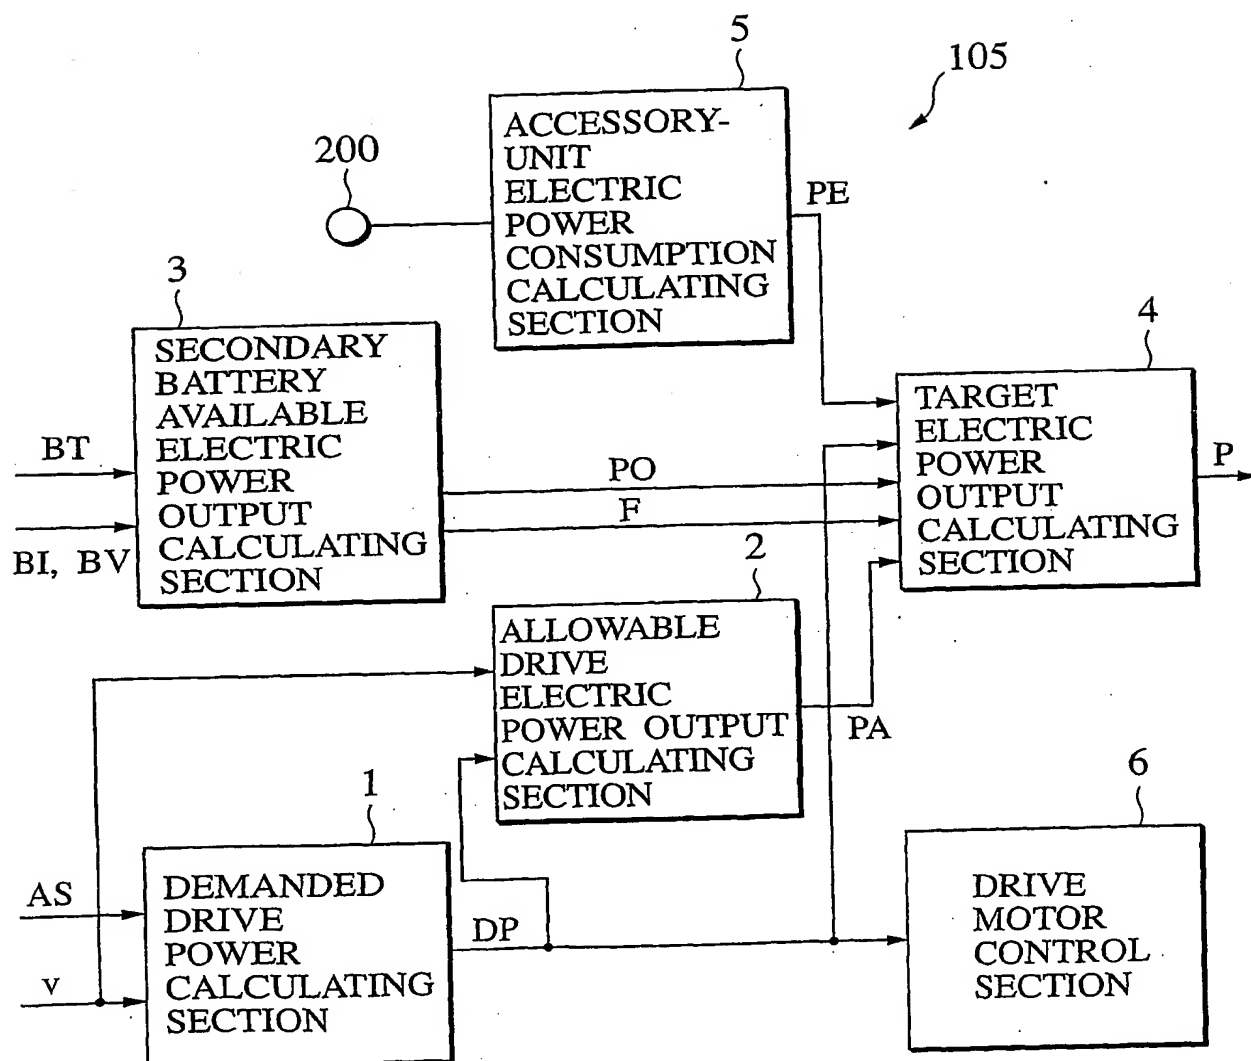 5
105
ACCESSORY-
UNIT
ELECTRIC
POWER
CONSUMPTION
CALCULATING
SECTION
200
PE
3
SECONDARY
BATTERY
AVAILABLE
ELECTRIC
POWER
OUTPUT
CALCULATING
SECTION
BT
BI, BV
PO
F
4
TARGET
ELECTRIC
POWER
OUTPUT
CALCULATING
SECTION
P
2
ALLOWABLE
DRIVE
ELECTRIC
POWER OUTPUT
CALCULATING
SECTION
PA
1
DEMANDED
DRIVE
POWER
CALCULATING
SECTION
AS
v
DP
6
DRIVE
MOTOR
CONTROL
SECTION